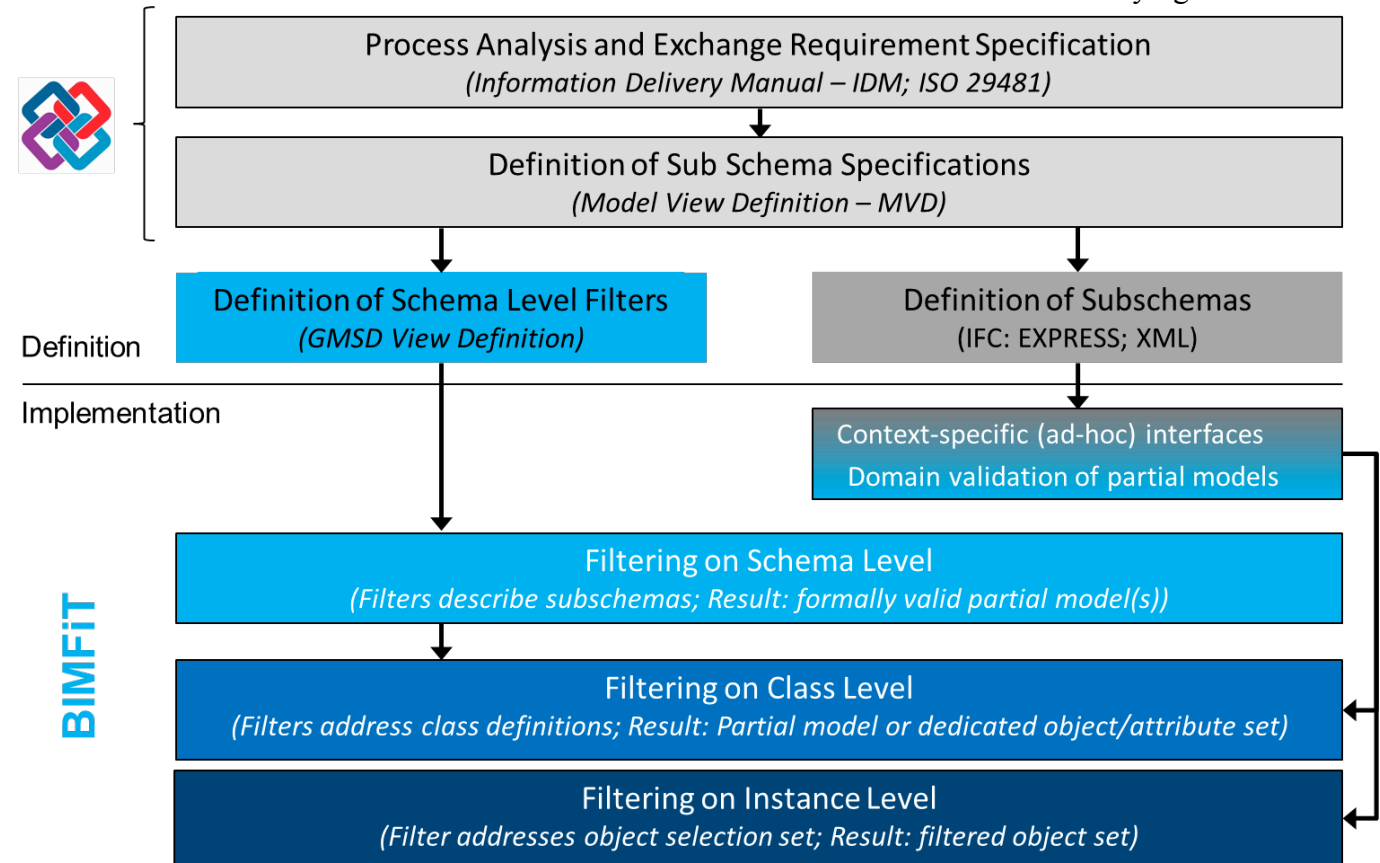 Process Analysis and Exchange Requirement Specification
(Information Delivery Manual – IDM; ISO 29481)
Definition of Sub Schema Specifications
(Model View Definition – MVD)
Definition of Schema Level Filters
(GMSD View Definition)
Definition of Subschemas
(IFC: EXPRESS; XML)
Definition
Implementation
Context-specific (ad-hoc) interfaces
Domain validation of partial models
Filtering on Schema Level
(Filters describe subschemas; Result: formally valid partial model(s))
BIMFiT
Filtering on Class Level
(Filters address class definitions; Result: Partial model or dedicated object/attribute set)
Filtering on Instance Level
(Filter addresses object selection set; Result: filtered object set)